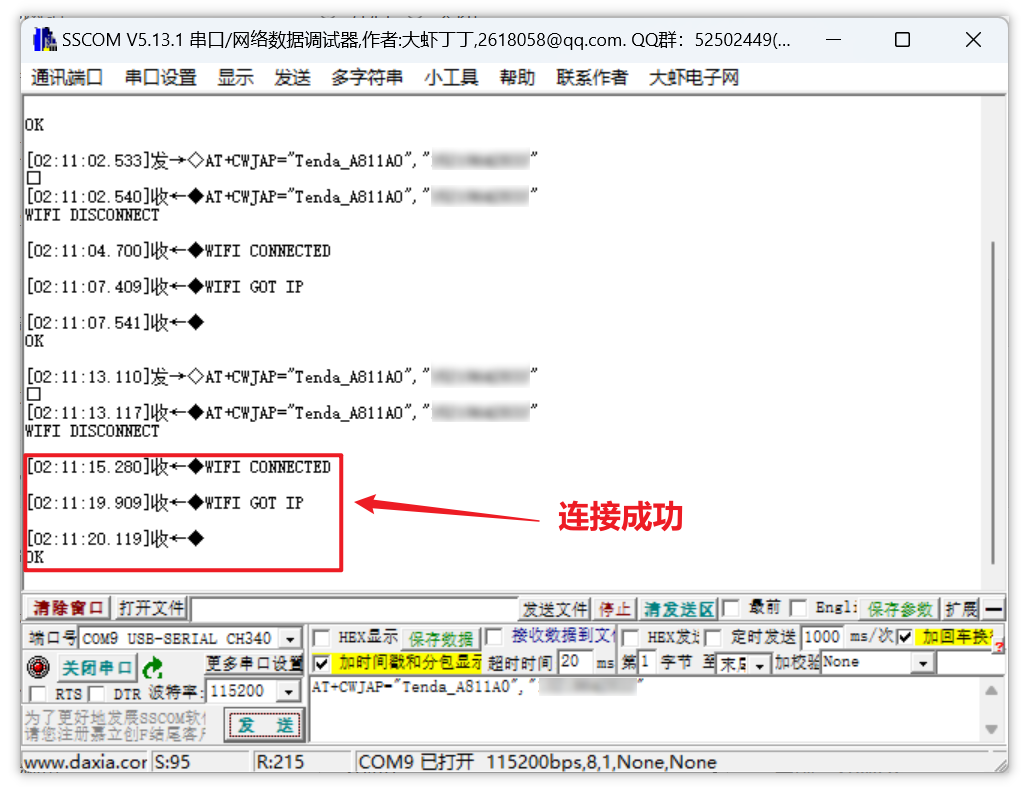 SSCOM V5.13.1 串口/网络数据调试器,作者:大虾丁丁,2618058@qq.com. QQ群：52502449(...
通讯端口 串口设置 显示 发送 多字符串 小工具 帮助 联系作者 大虾电子网
OK
[02:11:02.533]发→◇AT+CWJAP="Tenda_A811A0","
"
□
[02:11:02.540]收←◆AT+CWJAP="Tenda_A811A0","
"
WIFI DISCONNECT
[02:11:04.700]收←◆WIFI CONNECTED
[02:11:07.409]收←◆WIFI GOT IP
[02:11:07.541]收←◆
OK
[02:11:13.110]发→◇AT+CWJAP="Tenda_A811A0","
"
□
[02:11:13.117]收←◆AT+CWJAP="Tenda_A811A0","
"
WIFI DISCONNECT
[02:11:15.280]收←◆WIFI CONNECTED
[02:11:19.909]收←◆WIFI GOT IP
连接成功
[02:11:20.119]收←◆
OK
清除窗口 打开文件 发送文件 停止 清发送区 最前 Engli 保存参数 扩展 —
端口号 COM9 USB-SERIAL CH340 HEX显示 保存数据 接收数据到文 HEX发 定时发送 1000 ms/次 加回车换
关闭串口 更多串口设置 加时间戳和分包显示 超时时间 20 ms 第1 字节 至 末尾 加校验 None
RTS DTR 波特率: 115200
AT+CWJAP="Tenda_A811A0","
"
为了更好地发展SSCOM软
请您注册嘉立创F结尾客
发 送
www.daxia.cor S:95 R:215 COM9 已打开 115200bps,8,1,None,None